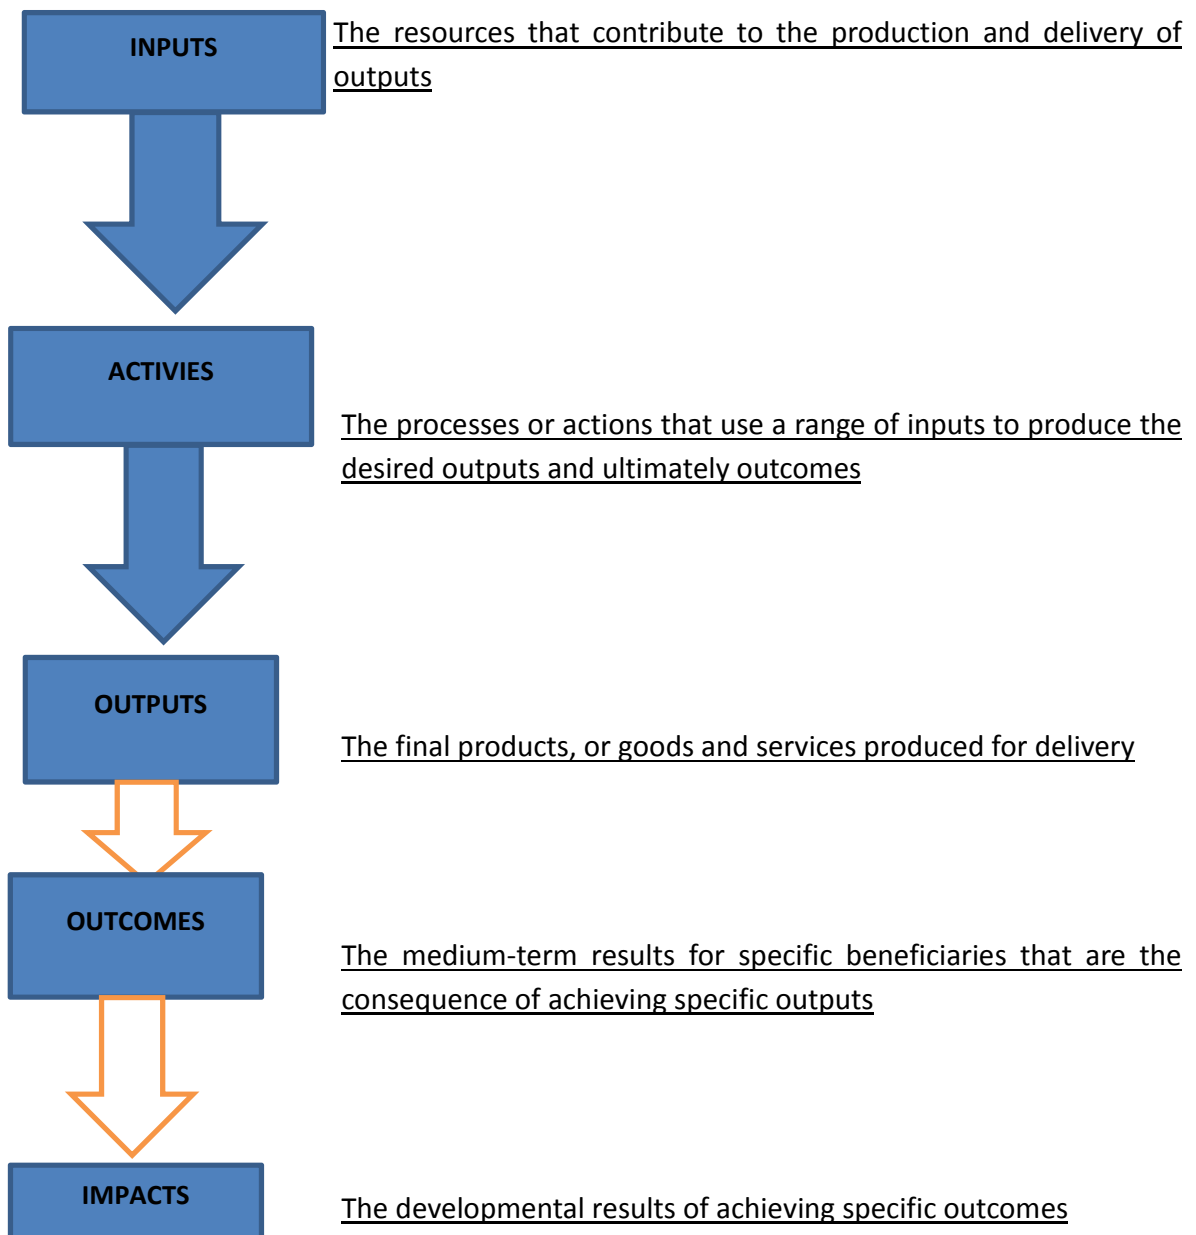 INPUTS
The resources that contribute to the production and delivery of
outputs
ACTIVIES
The processes or actions that use a range of inputs to produce the
desired outputs and ultimately outcomes
OUTPUTS
The final products, or goods and services produced for delivery
OUTCOMES
The medium-term results for specific beneficiaries that are the
consequence of achieving specific outputs
IMPACTS
The developmental results of achieving specific outcomes